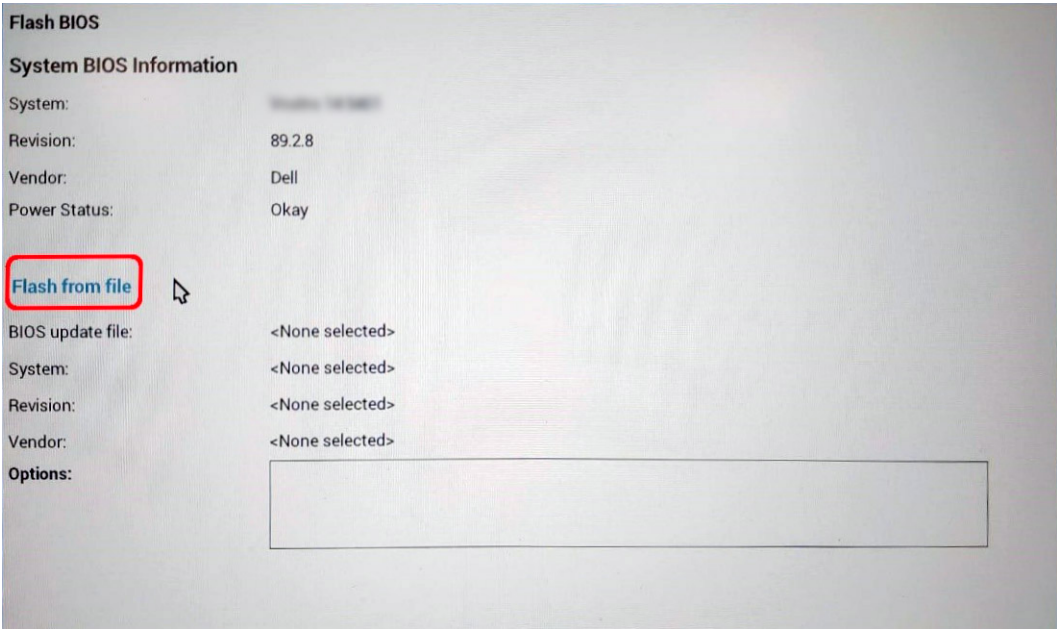 Flash BIOS
System BIOS Information
System:
Revision: 89.2.8
Vendor: Dell
Power Status: Okay
Flash from file
BIOS update file: <None selected>
System: <None selected>
Revision: <None selected>
Vendor: <None selected>
Options: